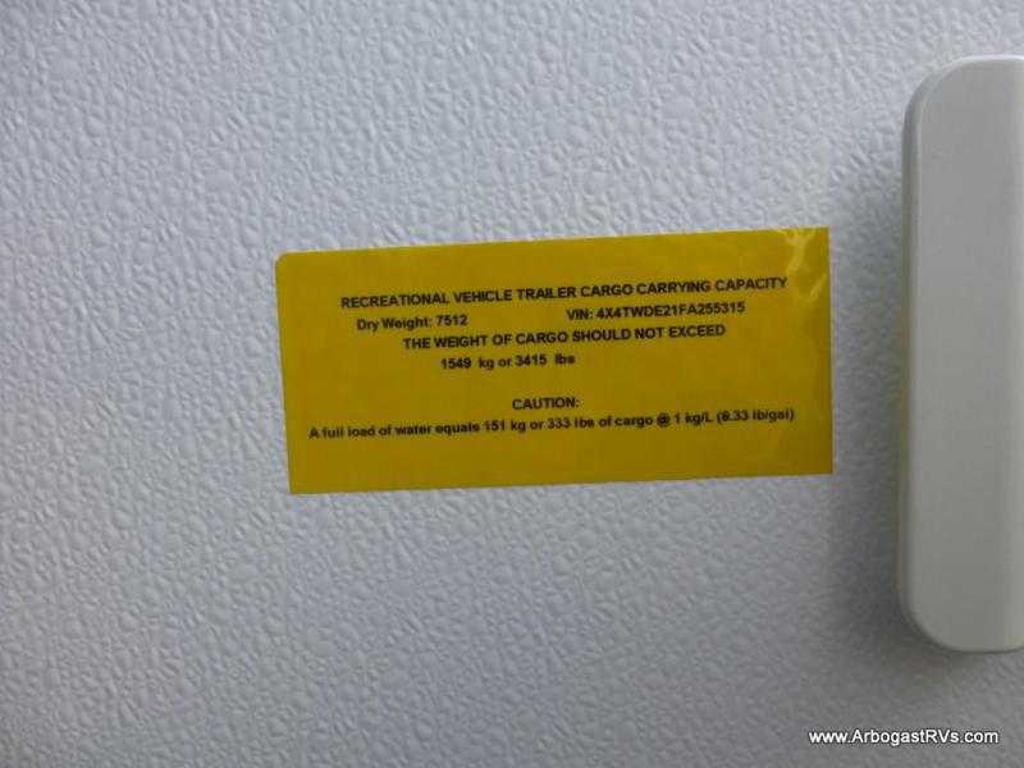 RECREATIONAL VEHICLE TRAILER CARGO CARRYING CAPACITY
Dry Weight: 7512 VIN: 4X4TWDE21FA255315
THE WEIGHT OF CARGO SHOULD NOT EXCEED
1549 kg or 3415 lbs
CAUTION:
A full load of water equals 151 kg or 333 lbs of cargo @ 1 kg/L (8.33 lb/gal)
www.ArbogastRVs.com